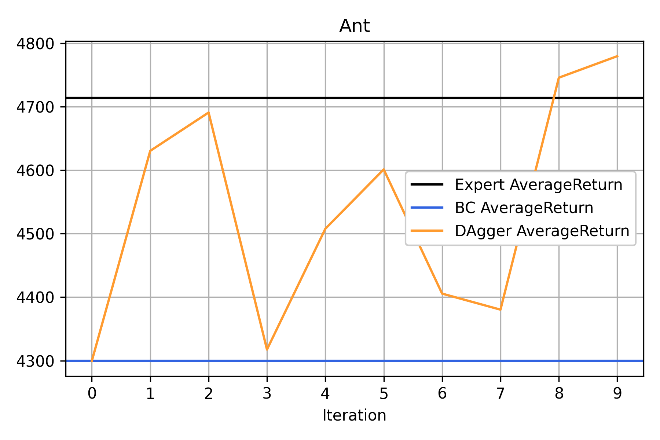 Ant
4800
4700
4600
4500
4400
4300
Expert AverageReturn
BC AverageReturn
DAgger AverageReturn
0 1 2 3 4 5 6 7 8 9
Iteration